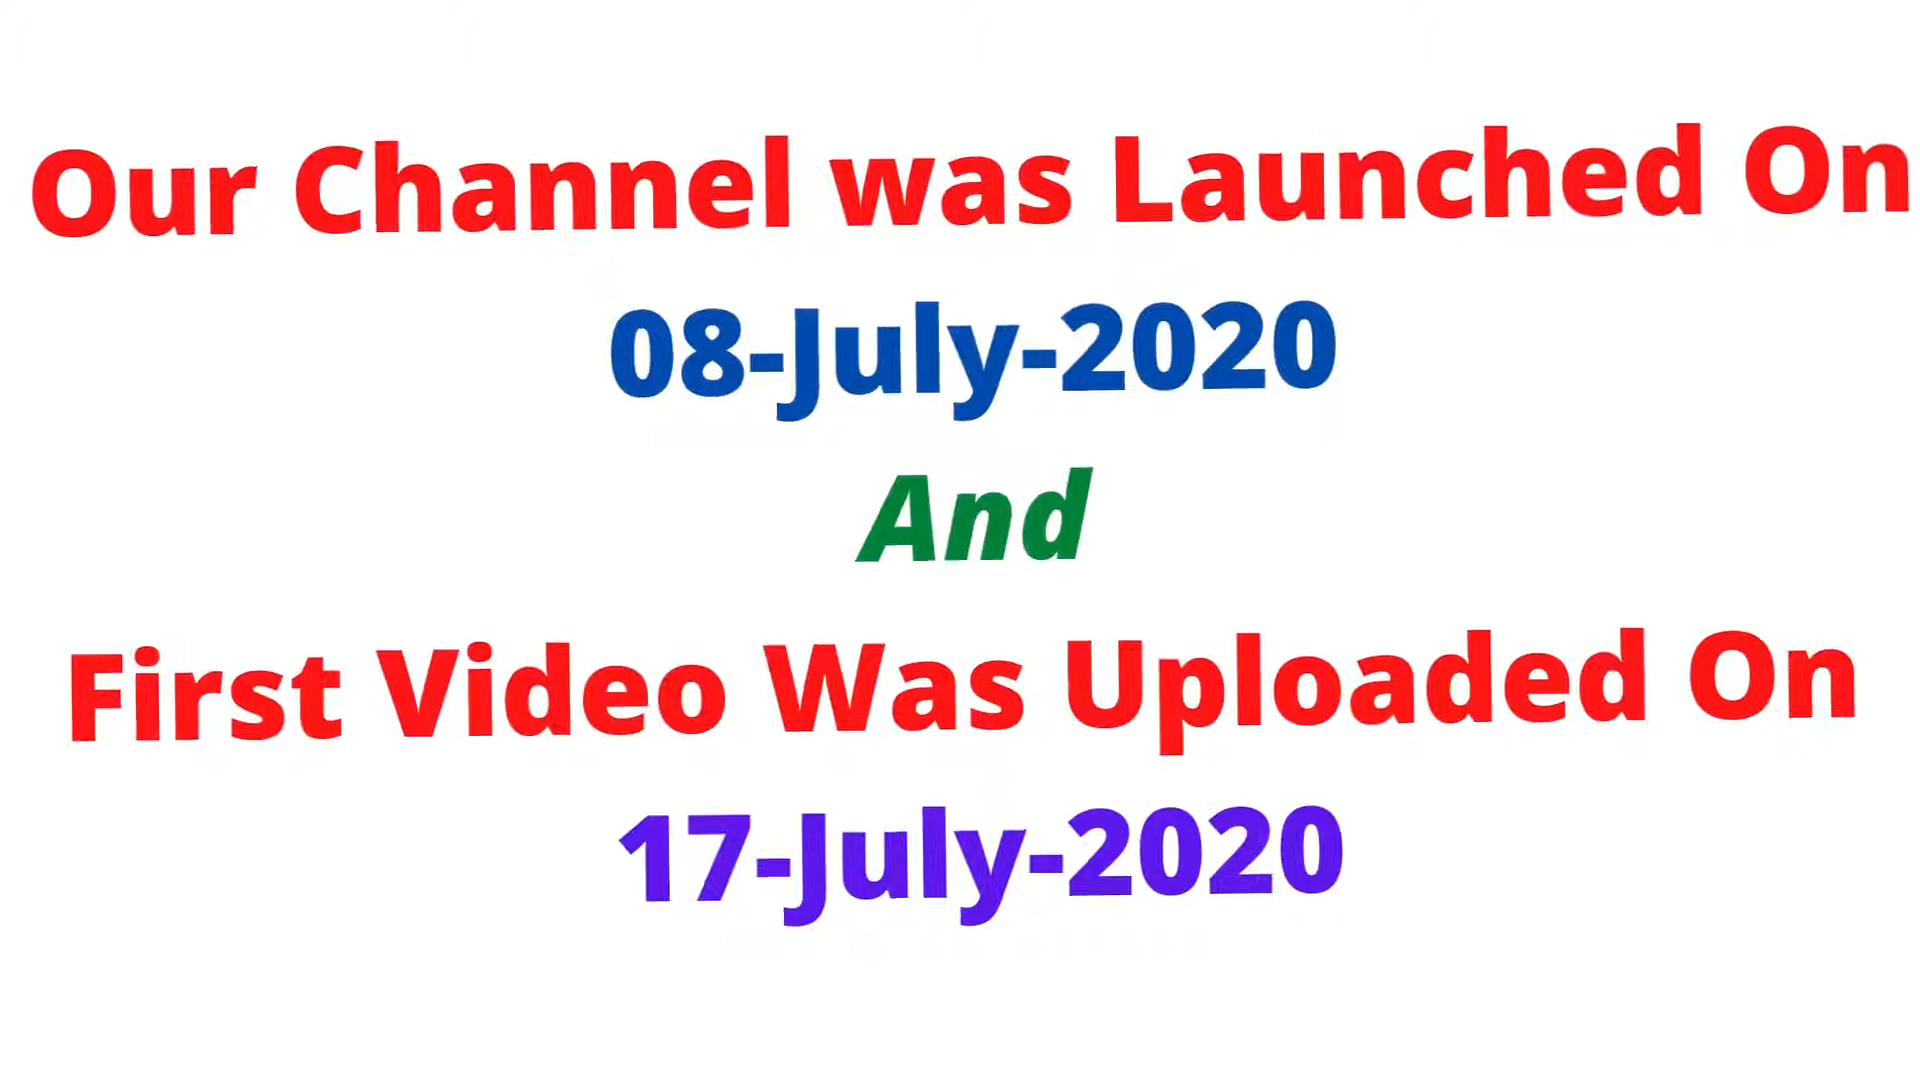 Our Channel was Launched On
08-July-2020
And
First Video Was Uploaded On
17-July-2020